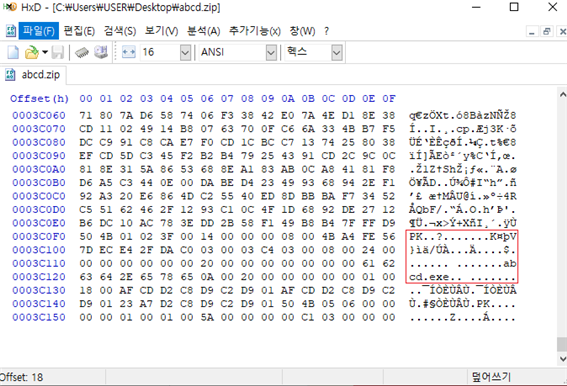 HxD - [C:₩Users₩USER₩Desktop₩abcd.zip]
파일(F) 편집(E) 검색(S) 보기(V) 분석(A) 추가기능(x) 창(W) ?
16 ANSI 헥스
abcd.zip
Offset(h) 00 01 02 03 04 05 06 07 08 09 0A 0B 0C 0D 0E 0F
0003C060 71 80 7A D6 58 74 06 F3 38 42 E0 7A 4E D1 8E 38 q€zÖXt.ó8BàzNÑŽ8
0003C070 CD 11 02 49 14 B8 07 63 70 0F C6 6A 33 4B B7 F5 Í..I.¸.cp.Æj3K·õ
0003C080 DC C9 91 C8 CA E7 F0 CD 1C BC C7 13 74 25 80 38 ÜÉ'ÈÊçðÍ.¼Ç.t%€8
0003C090 EF CD 5D C3 45 F2 B2 B4 79 25 43 91 CD 2C 9C 0C ïÍ]ÃEò²´y%C'Í,œ.
0003C0A0 81 8E 31 5A 86 53 68 8E A1 83 AB 0C A8 41 81 F8 .Ž1Z†ShŽ¡ƒ«.¨A.ø
0003C0B0 D6 A5 C3 44 0E 00 DA BE D4 23 49 93 68 94 2E F1 Ö¥ÃD..Ú¾Ô#I“h”.ñ
0003C0C0 92 A3 20 E6 86 4D C2 55 40 ED 8D BB BA F7 34 52 '£ æ†MÂU@í.»º÷4R
0003C0D0 C5 51 62 46 2F 12 93 C1 0C 4F 1D 68 92 DE 27 12 ÅQbF/.“Á.O.h'Þ'.
0003C0E0 B6 DC 10 AC 78 3E DD 2B 58 F1 49 B8 B4 7F FF D9 ¶Ü.¬x>Ý+XñI¸´.ÿÙ
0003C0F0 50 4B 01 02 3F 00 14 00 00 00 08 00 4B A4 FE 56 PK..?.......K¤þV
0003C100 7D EC E4 2F DA C0 03 00 C4 03 00 08 00 24 00 }ìä/ÚÀ...Ä....$.
0003C110 00 00 00 00 00 00 20 00 00 00 00 00 00 00 61 62 ...... .......ab
0003C120 63 64 2E 65 78 65 0A 00 20 00 00 00 00 00 01 00 cd.exe.. .......
0003C130 18 00 AF CD D2 C8 D9 C2 D9 01 AF CD D2 C8 D9 C2 ..¯ÍÒÈÙÂÙ.¯ÍÒÈÙÂ
0003C140 D9 01 23 A7 D2 C8 D9 C2 D9 01 50 4B 05 06 00 00 Ù.#§ÒÈÙÂÙ.PK....
0003C150 00 00 01 00 01 00 5A 00 00 00 00 C1 03 00 00 00 ......Z....Á....
Offset: 18 덮어쓰기